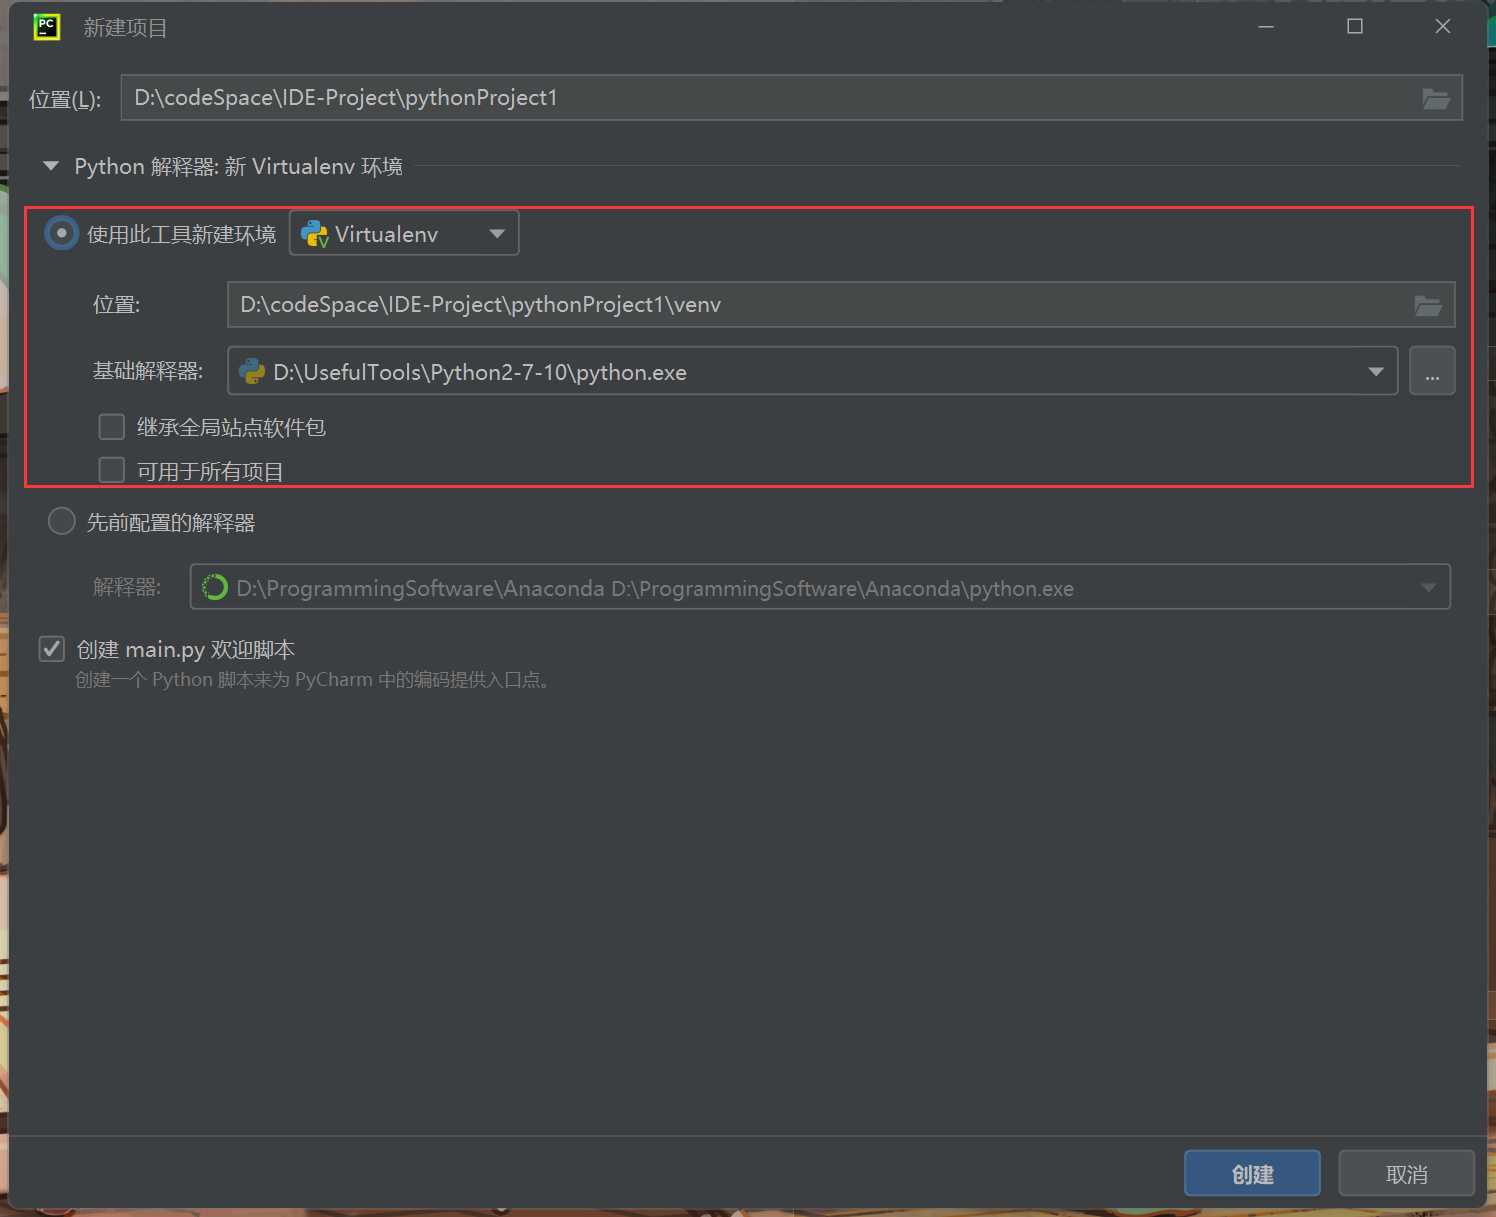 PC 新建项目
位置(L): D:\codeSpace\IDE-Project\pythonProject1
Python 解释器: 新 Virtualenv 环境
使用此工具新建环境 Virtualenv
位置: D:\codeSpace\IDE-Project\pythonProject1\venv
基础解释器: D:\UsefulTools\Python2-7-10\python.exe ...
继承全局站点软件包
可用于所有项目
先前配置的解释器
解释器: D:\ProgrammingSoftware\Anaconda D:\ProgrammingSoftware\Anaconda\python.exe
创建 main.py 欢迎脚本
创建一个 Python 脚本来为 PyCharm 中的编码提供入口点。
创建 取消